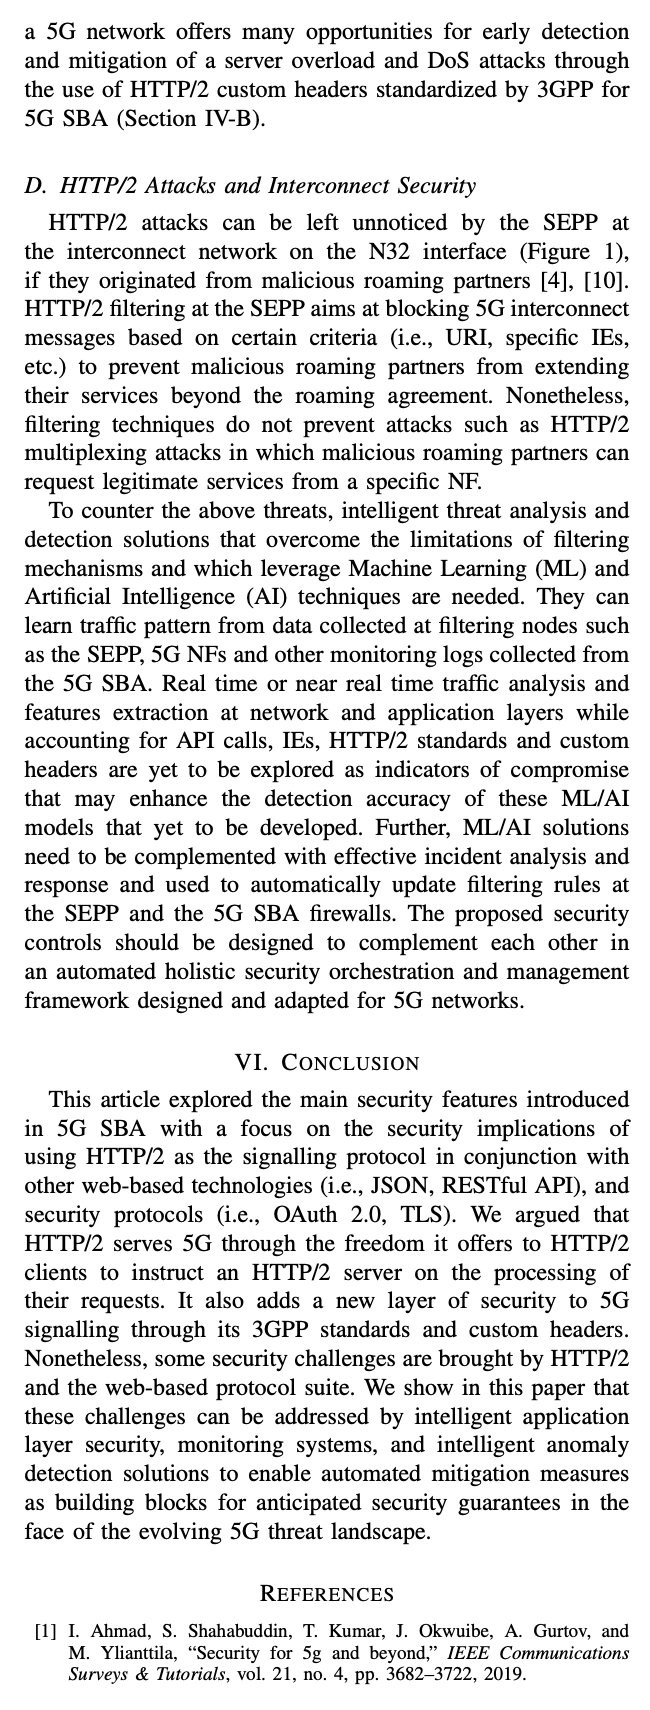 a 5G network offers many opportunities for early detection
and mitigation of a server overload and DoS attacks through
the use of HTTP/2 custom headers standardized by 3GPP for
5G SBA (Section IV-B).
D. HTTP/2 Attacks and Interconnect Security
HTTP/2 attacks can be left unnoticed by the SEPP at
the interconnect network on the N32 interface (Figure 1),
if they originated from malicious roaming partners [4], [10].
HTTP/2 filtering at the SEPP aims at blocking 5G interconnect
messages based on certain criteria (i.e., URI, specific IEs,
etc.) to prevent malicious roaming partners from extending
their services beyond the roaming agreement. Nonetheless,
filtering techniques do not prevent attacks such as HTTP/2
multiplexing attacks in which malicious roaming partners can
request legitimate services from a specific NF.
To counter the above threats, intelligent threat analysis and
detection solutions that overcome the limitations of filtering
mechanisms and which leverage Machine Learning (ML) and
Artificial Intelligence (AI) techniques are needed. They can
learn traffic pattern from data collected at filtering nodes such
as the SEPP, 5G NFs and other monitoring logs collected from
the 5G SBA. Real time or near real time traffic analysis and
features extraction at network and application layers while
accounting for API calls, IEs, HTTP/2 standards and custom
headers are yet to be explored as indicators of compromise
that may enhance the detection accuracy of these ML/AI
models that yet to be developed. Further, ML/AI solutions
need to be complemented with effective incident analysis and
response and used to automatically update filtering rules at
the SEPP and the 5G SBA firewalls. The proposed security
controls should be designed to complement each other in
an automated holistic security orchestration and management
framework designed and adapted for 5G networks.
VI. CONCLUSION
This article explored the main security features introduced
in 5G SBA with a focus on the security implications of
using HTTP/2 as the signalling protocol in conjunction with
other web-based technologies (i.e., JSON, RESTful API), and
security protocols (i.e., OAuth 2.0, TLS). We argued that
HTTP/2 serves 5G through the freedom it offers to HTTP/2
clients to instruct an HTTP/2 server on the processing of
their requests. It also adds a new layer of security to 5G
signalling through its 3GPP standards and custom headers.
Nonetheless, some security challenges are brought by HTTP/2
and the web-based protocol suite. We show in this paper that
these challenges can be addressed by intelligent application
layer security, monitoring systems, and intelligent anomaly
detection solutions to enable automated mitigation measures
as building blocks for anticipated security guarantees in the
face of the evolving 5G threat landscape.
REFERENCES
[1] I. Ahmad, S. Shahabuddin, T. Kumar, J. Okwuibe, A. Gurtov, and
M. Ylianttila, “Security for 5g and beyond,” IEEE Communications
Surveys & Tutorials, vol. 21, no. 4, pp. 3682–3722, 2019.